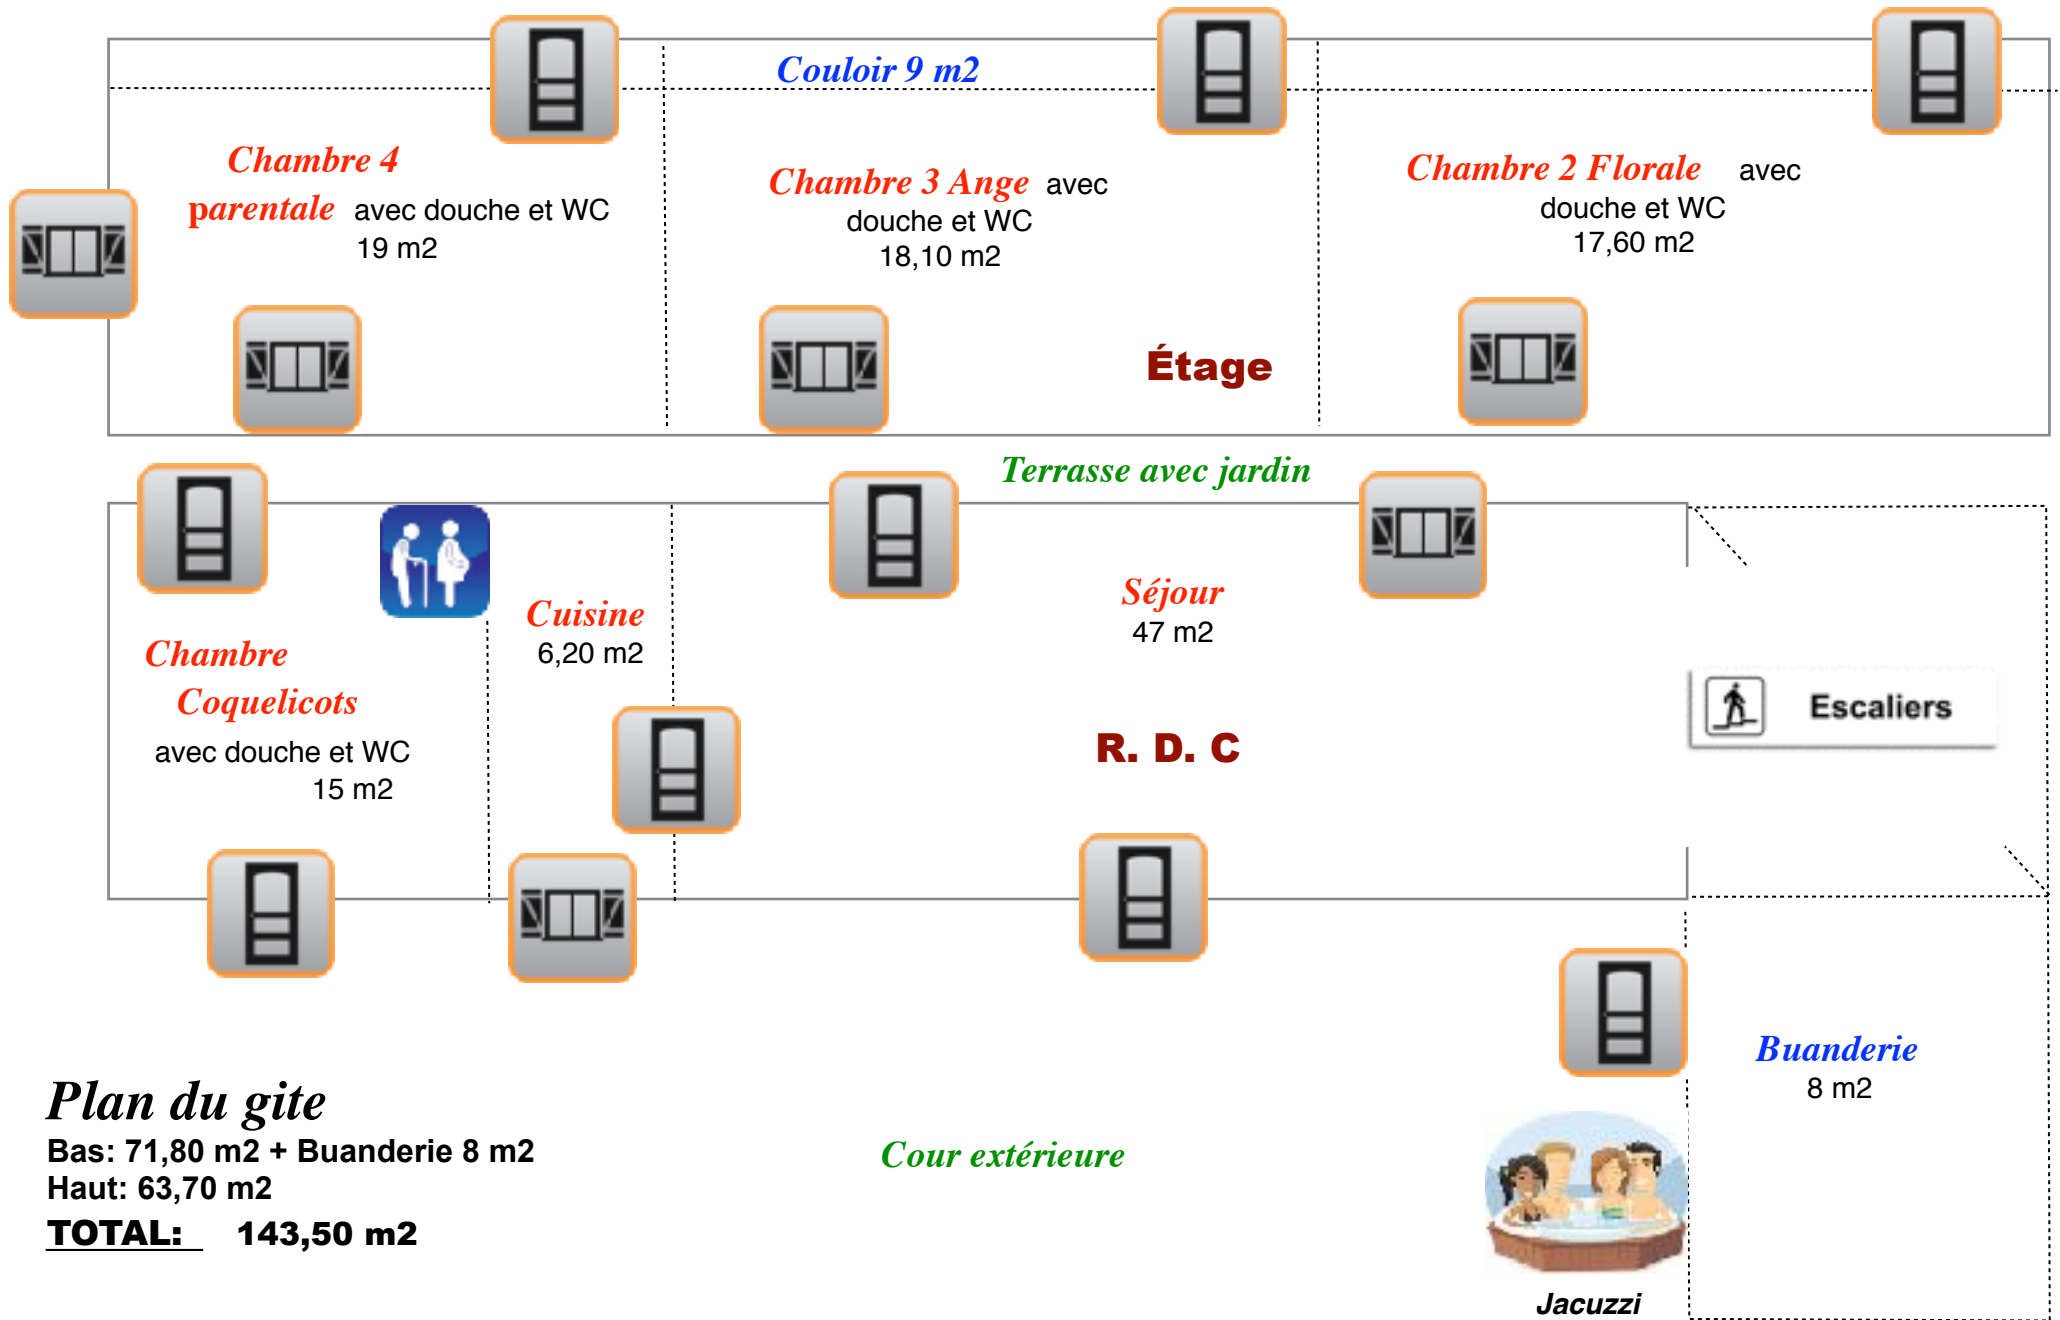 Couloir 9 m2
Chambre 4
parentale avec douche et WC
19 m2
Chambre 3 Ange avec
douche et WC
18,10 m2
Chambre 2 Florale avec
douche et WC
17,60 m2
Étage
Terrasse avec jardin
Chambre
Coquelicots
avec douche et WC
15 m2
Cuisine
6,20 m2
Séjour
47 m2
R. D. C
Escaliers
Buanderie
8 m2
Plan du gite
Bas: 71,80 m2 + Buanderie 8 m2
Haut: 63,70 m2
TOTAL: 143,50 m2
Cour extérieure
Jacuzzi